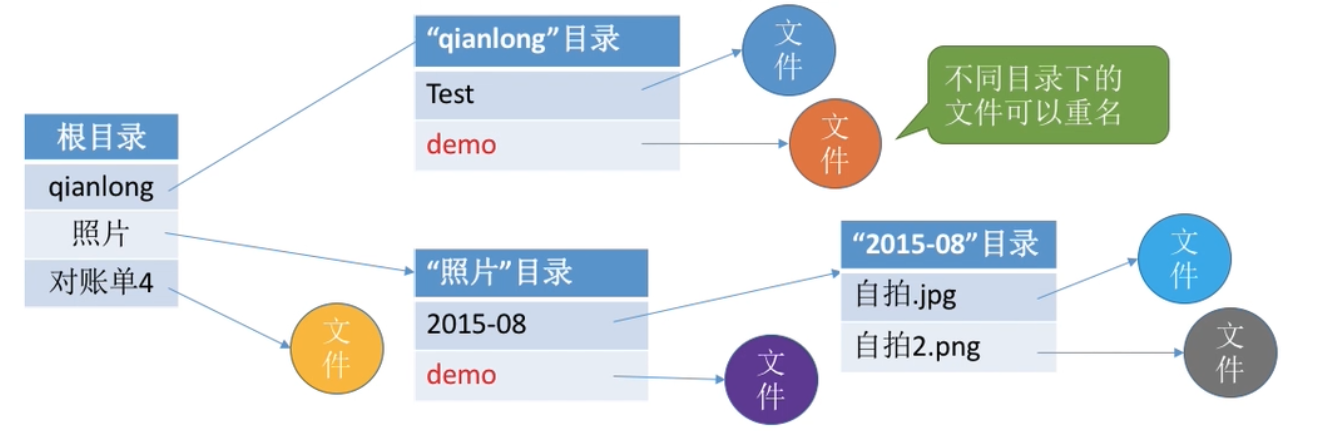 “qianlong”目录
Test
demo
文
件
文
件
不同目录下的
文件可以重名
根目录
qianlong
照片
对账单4
文
件
“照片”目录
2015-08
demo
文
件
“2015-08”目录
自拍.jpg
自拍2.png
文
件
文
件